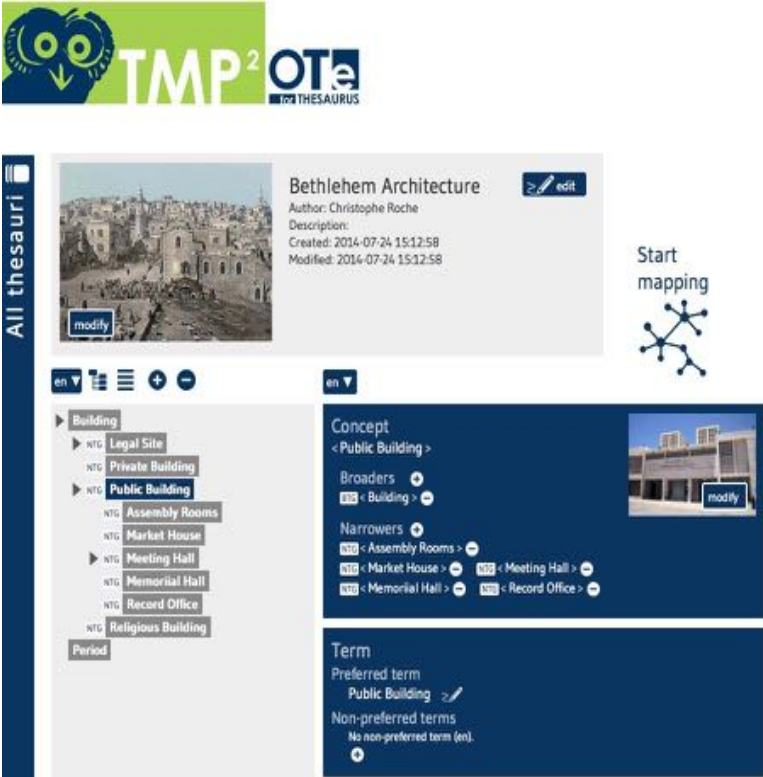 TMP² OTe
for THESAURUS
All thesauri
Bethlehem Architecture
edit
Author: Christophe Roche
Description:
Created: 2014-07-24 15:12:58
Modified: 2014-07-24 15:12:58
modify
Start
mapping
en
en
Building
NTG Legal Site
NTG Private Building
NTG Public Building
NTG Assembly Rooms
NTG Market House
NTG Meeting Hall
NTG Memoriial Hall
NTG Record Office
NTG Religious Building
Period
Concept
< Public Building >
modify
Broaders
BTG < Building >
Narrowers
NTG < Assembly Rooms >
NTG < Market House > NTG < Meeting Hall >
NTG < Memoriial Hall > NTG < Record Office >
Term
Preferred term
Public Building
Non-preferred terms
No non-preferred term (en).